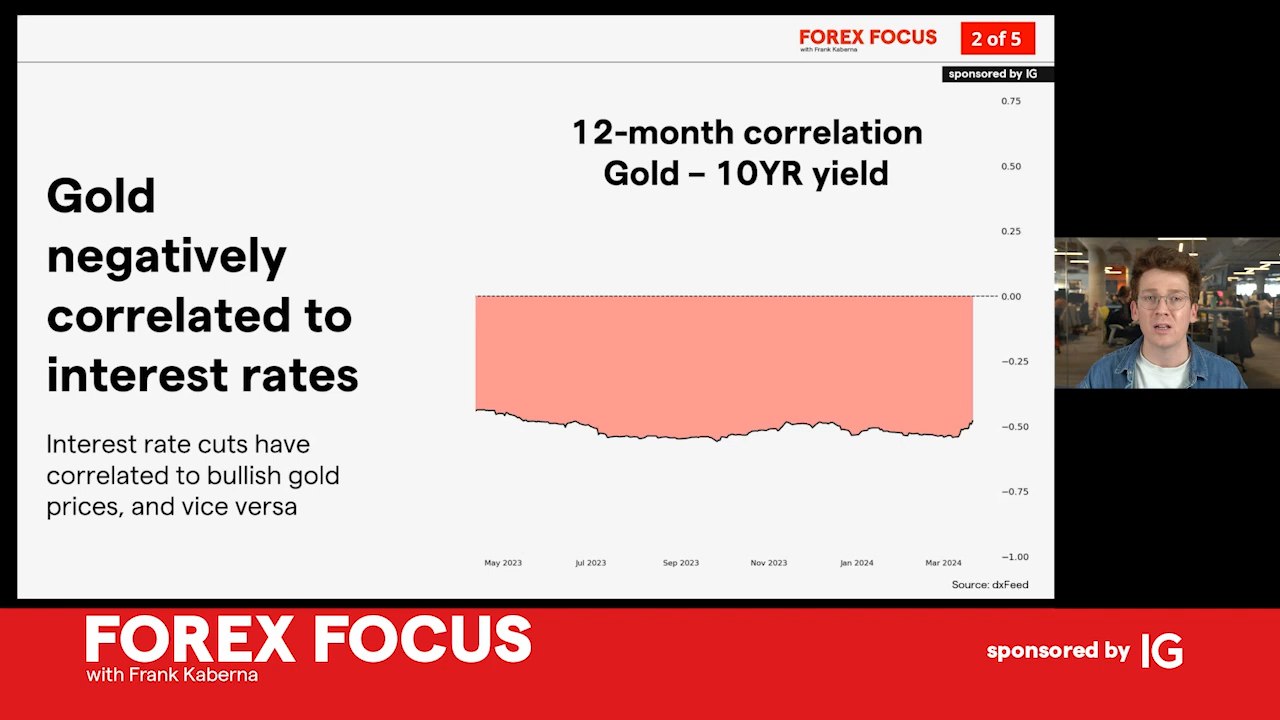 FOREX FOCUS
with Frank Kaberna
2 of 5
sponsored by IG
Gold
negatively
correlated to
interest rates
Interest rate cuts have
correlated to bullish gold
prices, and vice versa
12-month correlation
Gold – 10YR yield
0.75
0.50
0.25
0.00
−0.25
−0.50
−0.75
−1.00
May 2023
Jul 2023
Sep 2023
Nov 2023
Jan 2024
Mar 2024
Source: dxFeed
FOREX FOCUS
with Frank Kaberna
sponsored by IG